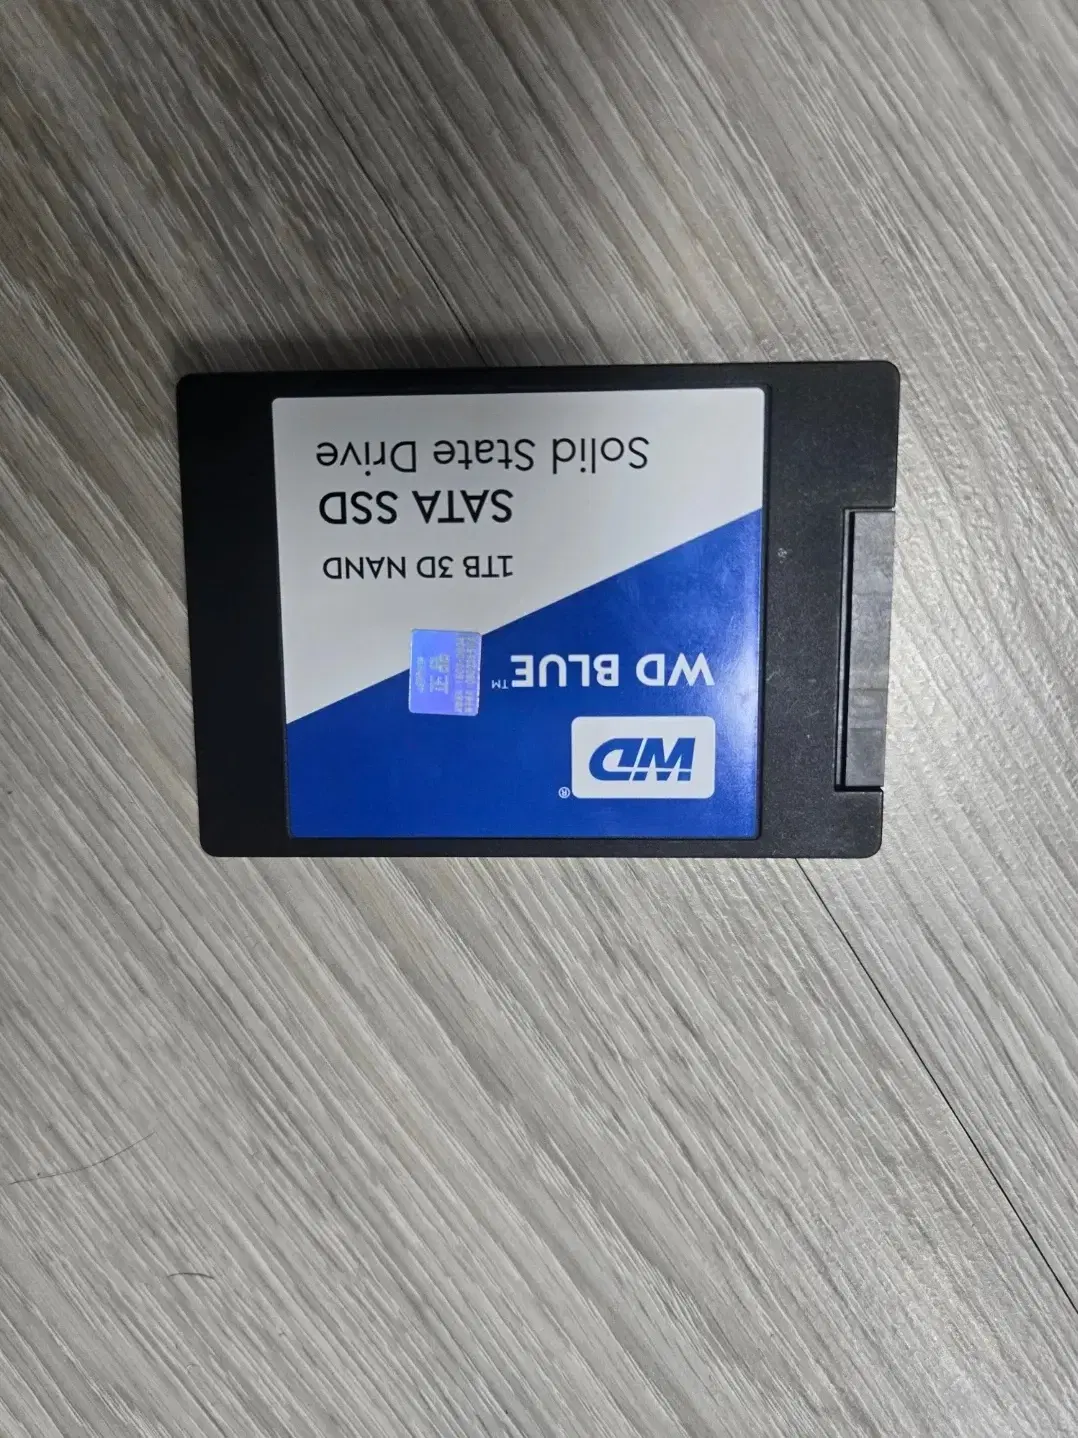 WD®
WD BLUE™
1TB 3D NAND
SATA SSD
Solid State Drive